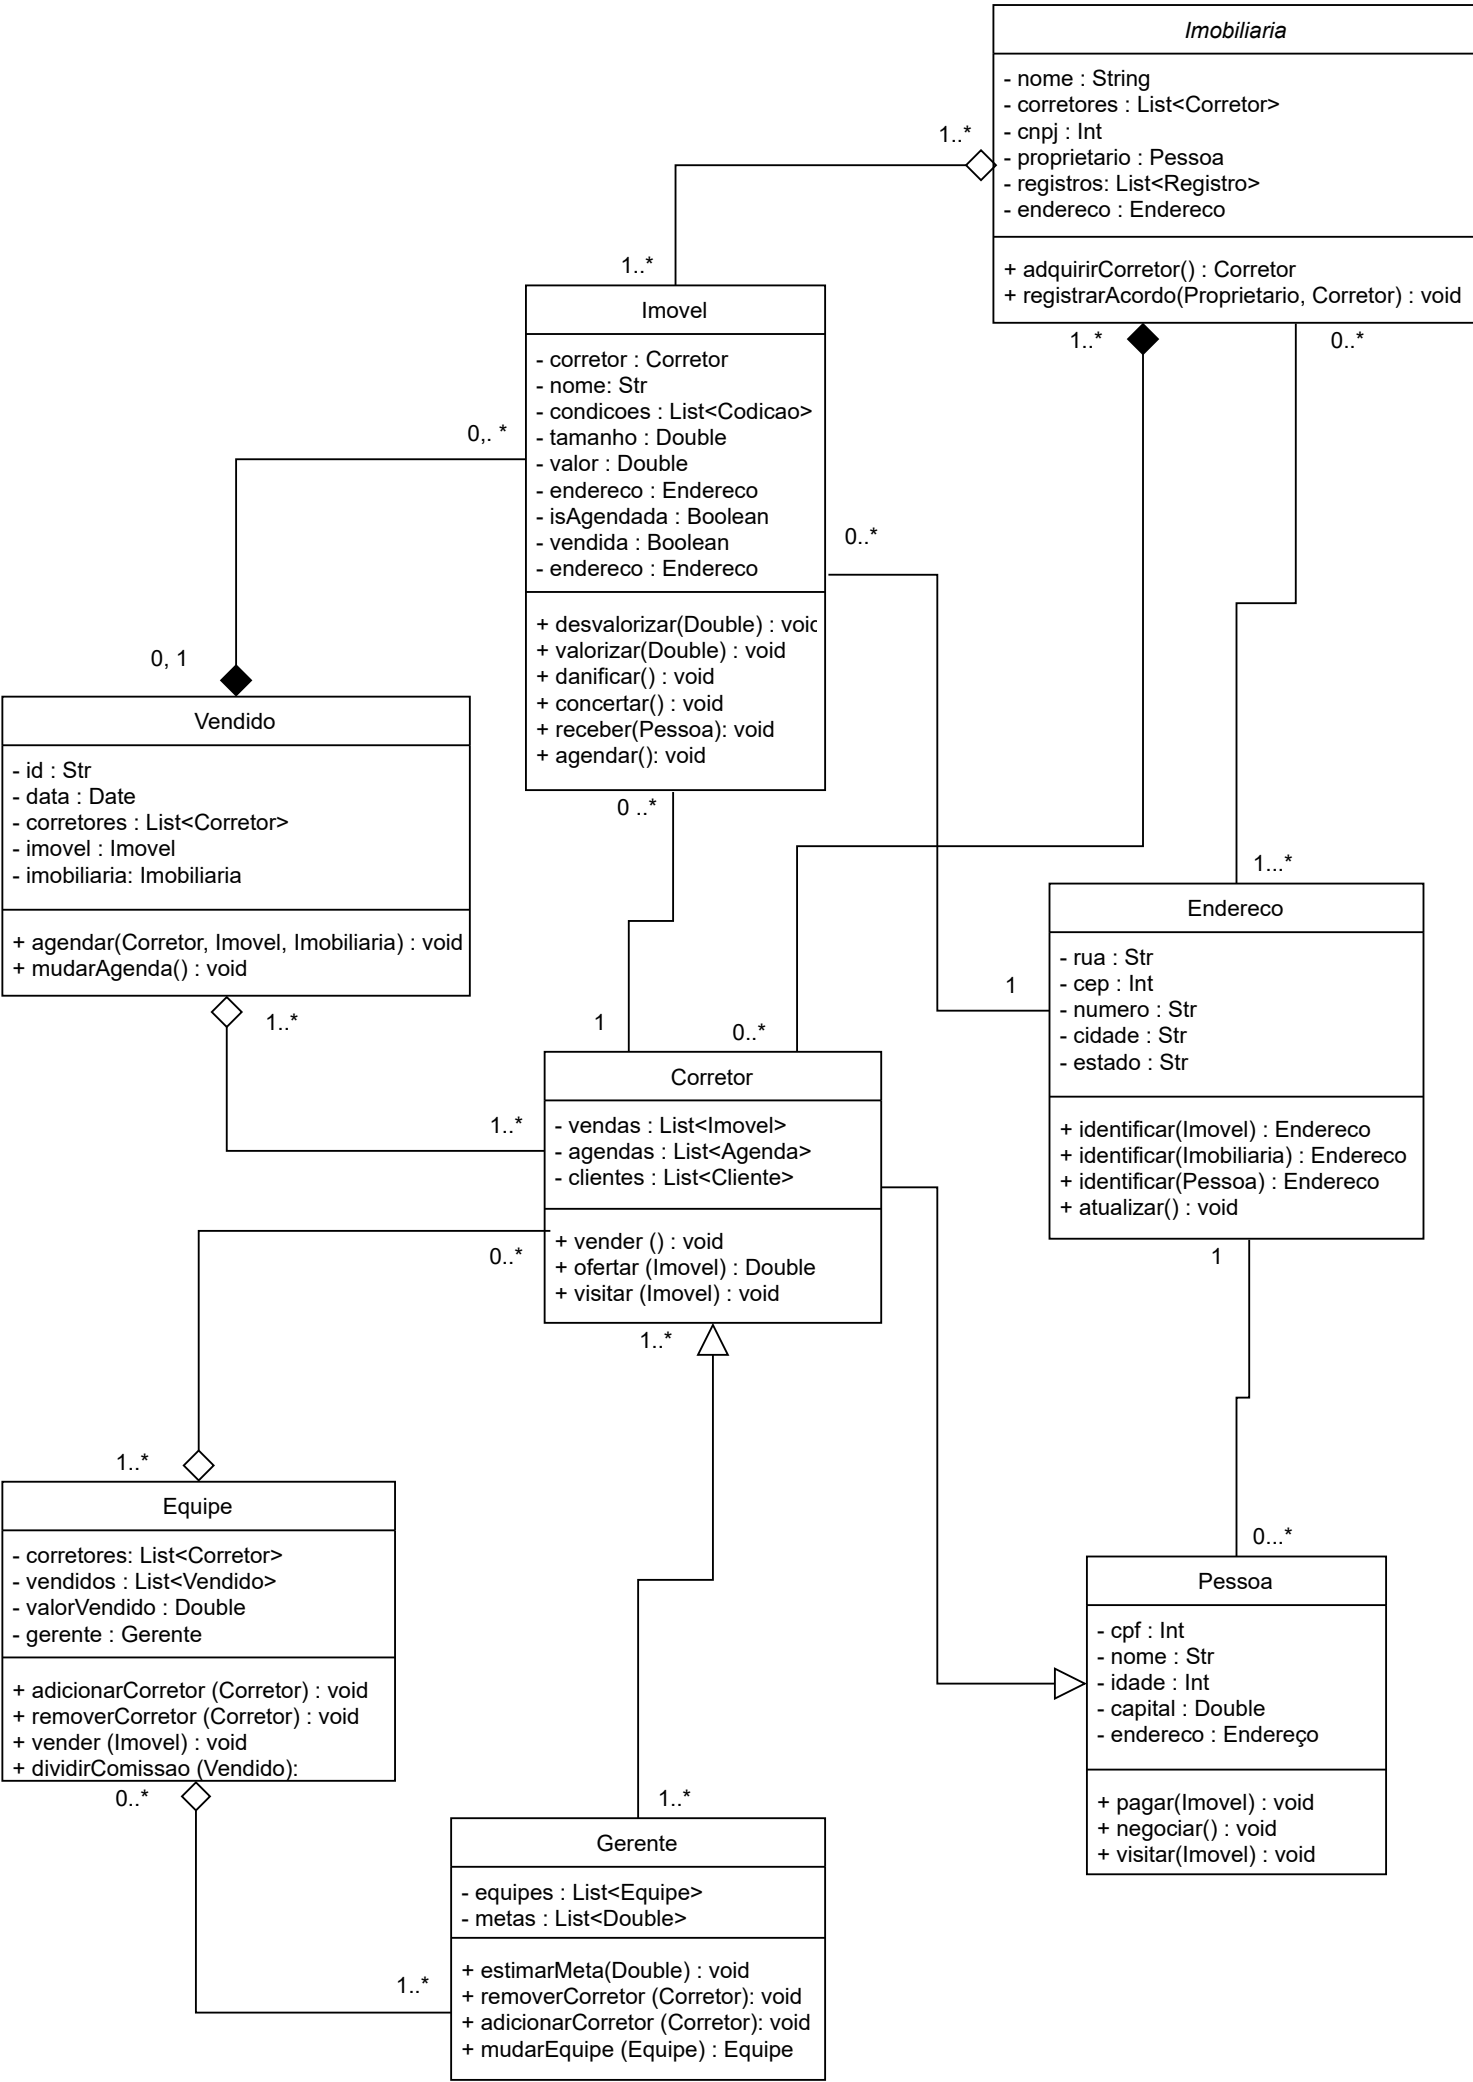 Imobiliaria
- nome : String
- corretores : List<Corretor>
- cnpj : Int
- proprietario : Pessoa
- registros: List<Registro>
- endereco : Endereco
+ adquirirCorretor() : Corretor
+ registrarAcordo(Proprietario, Corretor) : void
1..*
1..*
1..*
0..*
Imovel
- corretor : Corretor
- nome: Str
- condicoes : List<Codicao>
- tamanho : Double
- valor : Double
- endereco : Endereco
- isAgendada : Boolean
- vendida : Boolean
- endereco : Endereco
+ desvalorizar(Double) : void
+ valorizar(Double) : void
+ danificar() : void
+ concertar() : void
+ receber(Pessoa): void
+ agendar(): void
0,. *
0..*
0, 1
0 ..*
Vendido
- id : Str
- data : Date
- corretores : List<Corretor>
- imovel : Imovel
- imobiliaria: Imobiliaria
+ agendar(Corretor, Imovel, Imobiliaria) : void
+ mudarAgenda() : void
1..*
1...*
Endereco
- rua : Str
- cep : Int
- numero : Str
- cidade : Str
- estado : Str
+ identificar(Imovel) : Endereco
+ identificar(Imobiliaria) : Endereco
+ identificar(Pessoa) : Endereco
+ atualizar() : void
1
1
1
0..*
Corretor
- vendas : List<Imovel>
- agendas : List<Agenda>
- clientes : List<Cliente>
+ vender () : void
+ ofertar (Imovel) : Double
+ visitar (Imovel) : void
1..*
0..*
1..*
1..*
Equipe
- corretores: List<Corretor>
- vendidos : List<Vendido>
- valorVendido : Double
- gerente : Gerente
+ adicionarCorretor (Corretor) : void
+ removerCorretor (Corretor) : void
+ vender (Imovel) : void
+ dividirComissao (Vendido):
0..*
0...*
Pessoa
- cpf : Int
- nome : Str
- idade : Int
- capital : Double
- endereco : Endereço
+ pagar(Imovel) : void
+ negociar() : void
+ visitar(Imovel) : void
1..*
1..*
Gerente
- equipes : List<Equipe>
- metas : List<Double>
+ estimarMeta(Double) : void
+ removerCorretor (Corretor): void
+ adicionarCorretor (Corretor): void
+ mudarEquipe (Equipe) : Equipe